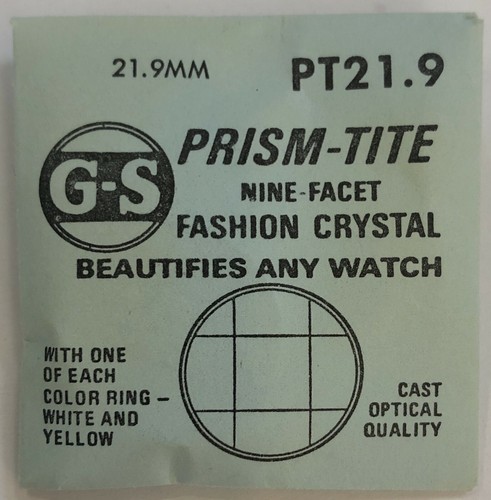 21.9MM PT21.9
G-S
PRISM-TITE
NINE-FACET
FASHION CRYSTAL
BEAUTIFIES ANY WATCH
WITH ONE
OF EACH
COLOR RING –
WHITE AND
YELLOW
CAST
OPTICAL
QUALITY